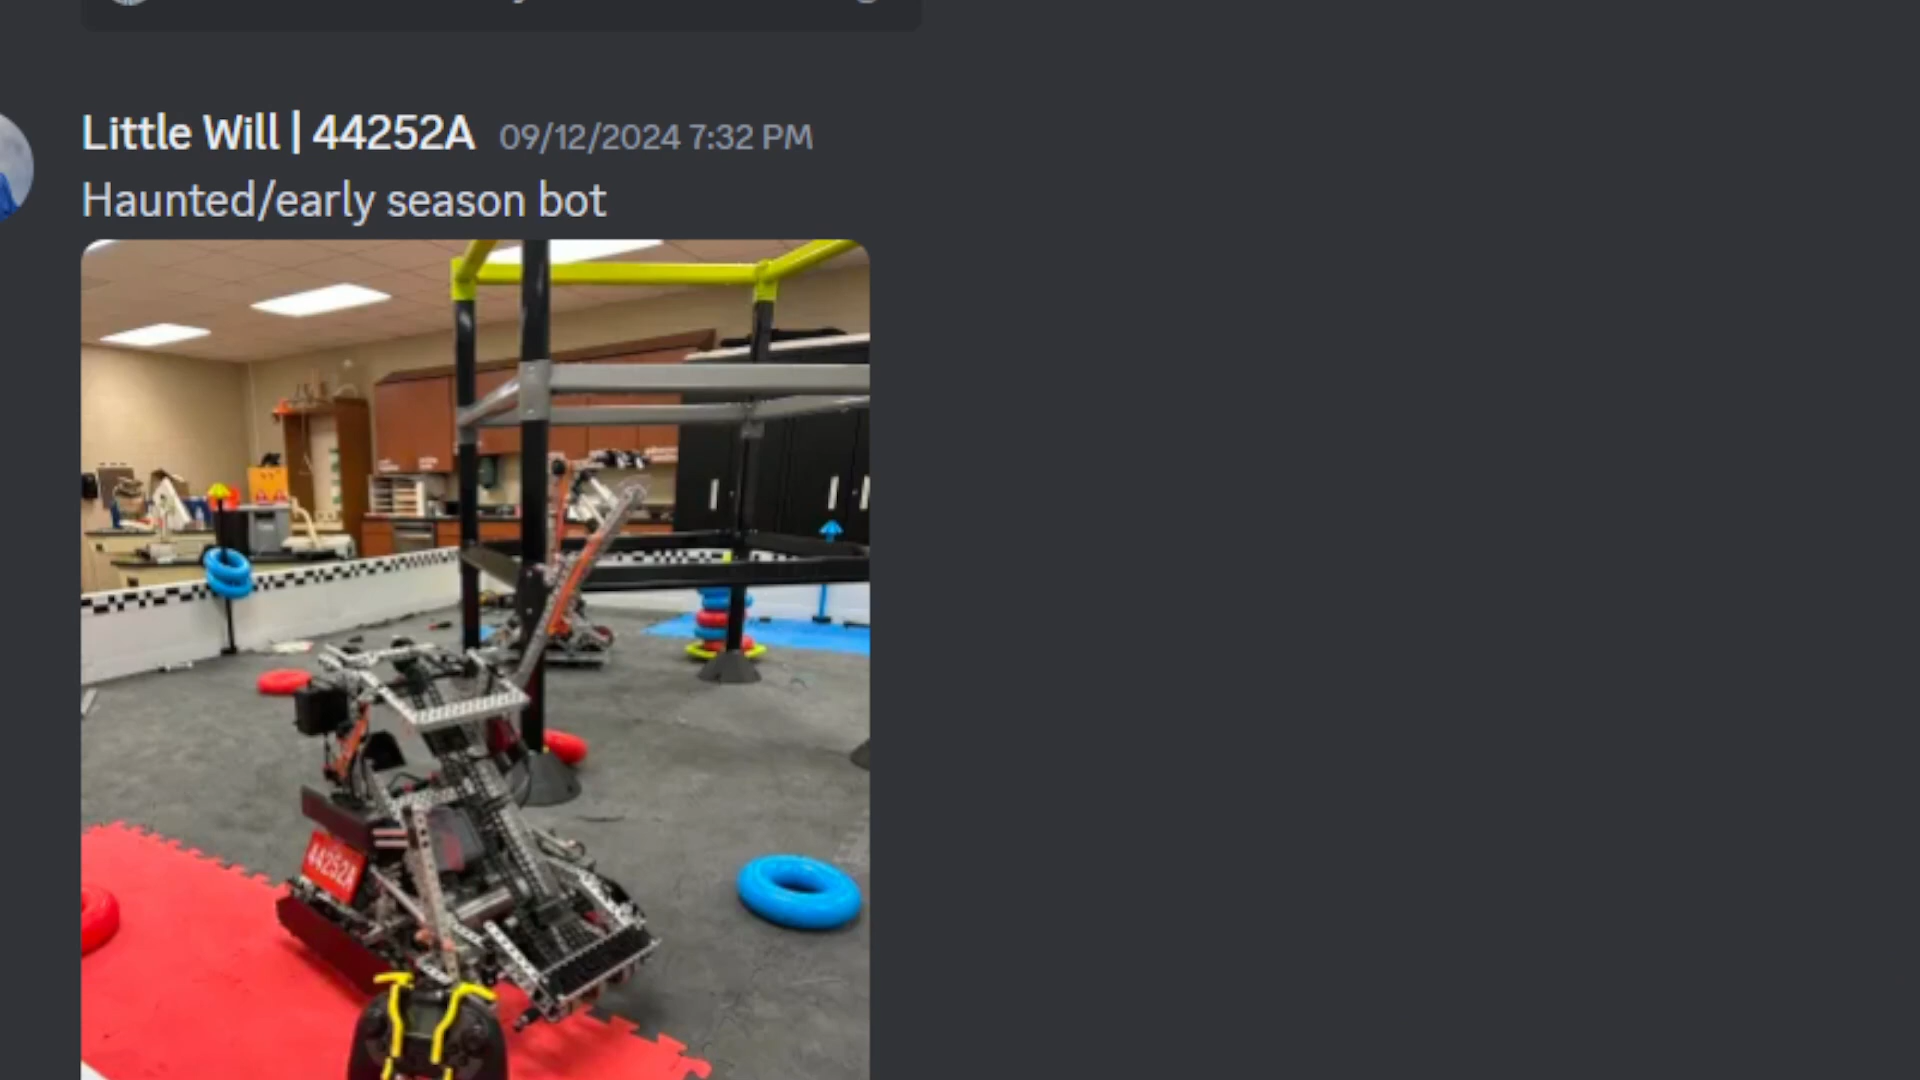 Little Will | 44252A 09/12/2024 7:32 PM
Haunted/early season bot
44252A